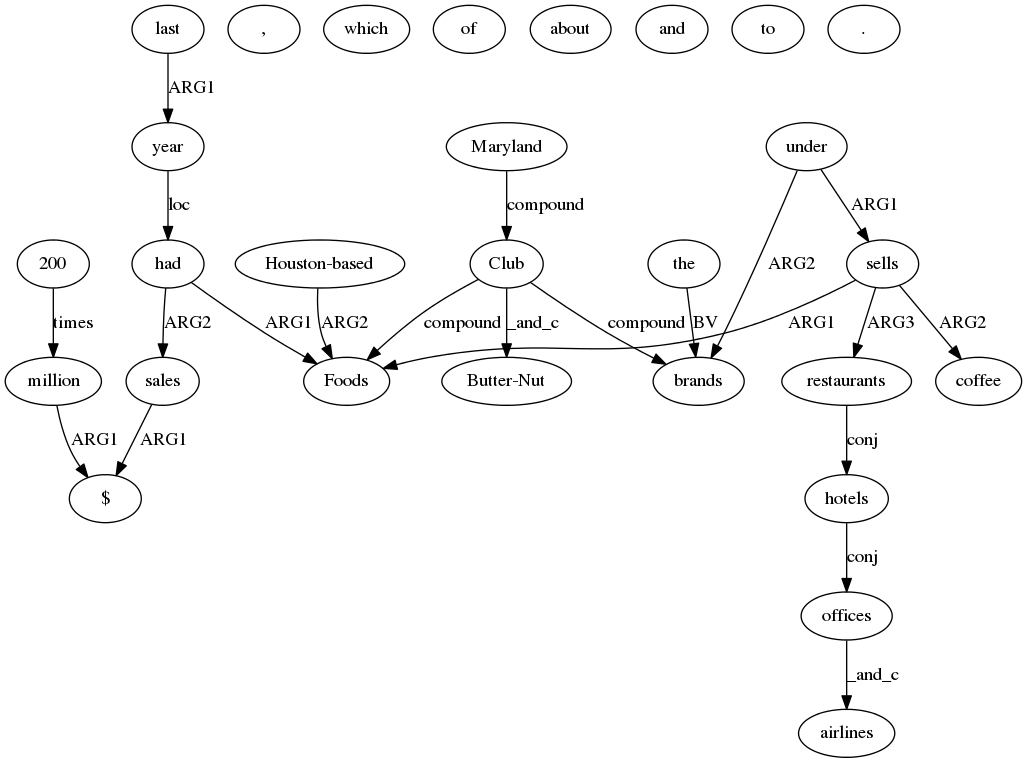 last , which of about and to .
ARG1
year Maryland under
loc compound ARG1
200 had Houston-based Club the ARG2 sells
times ARG2 ARG1 ARG2 compound _and_c compound BV ARG1 ARG3 ARG2
million sales Foods Butter-Nut brands restaurants coffee
ARG1 ARG1 conj
$ hotels
conj
offices
_and_c
airlines